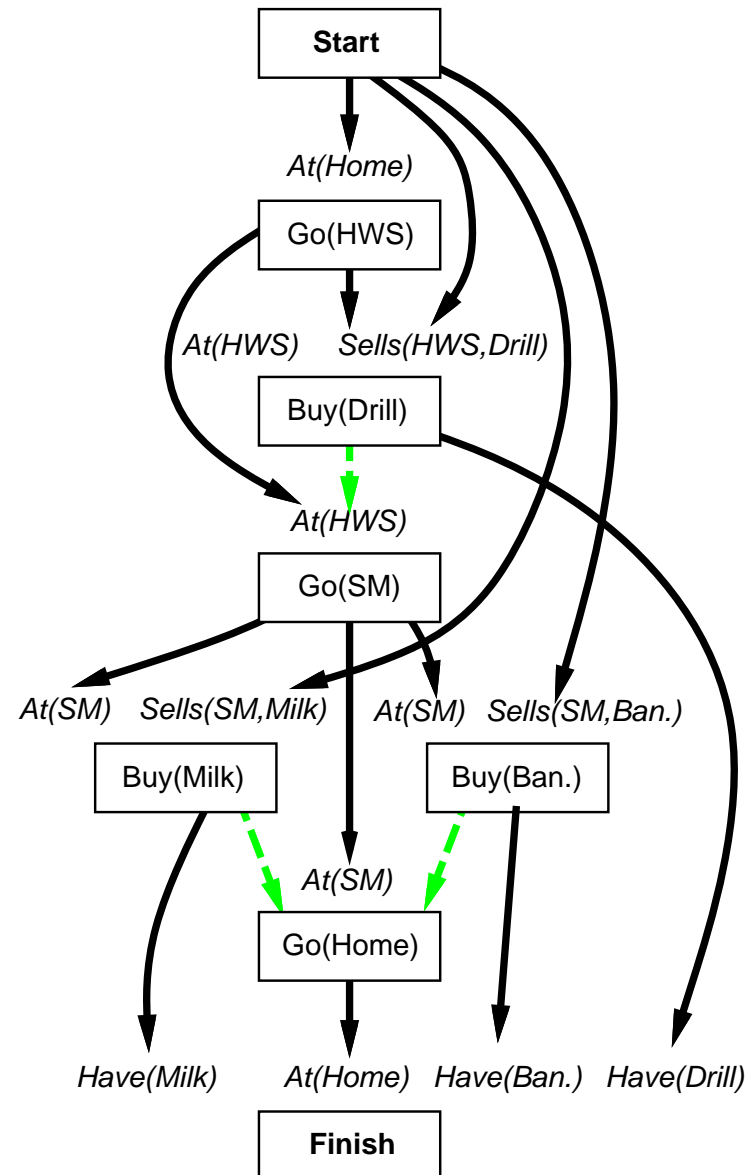 Start
At(Home)
Go(HWS)
At(HWS) Sells(HWS,Drill)
Buy(Drill)
At(HWS)
Go(SM)
At(SM) Sells(SM,Milk) At(SM) Sells(SM,Ban.)
Buy(Milk) Buy(Ban.)
At(SM)
Go(Home)
Have(Milk) At(Home) Have(Ban.) Have(Drill)
Finish